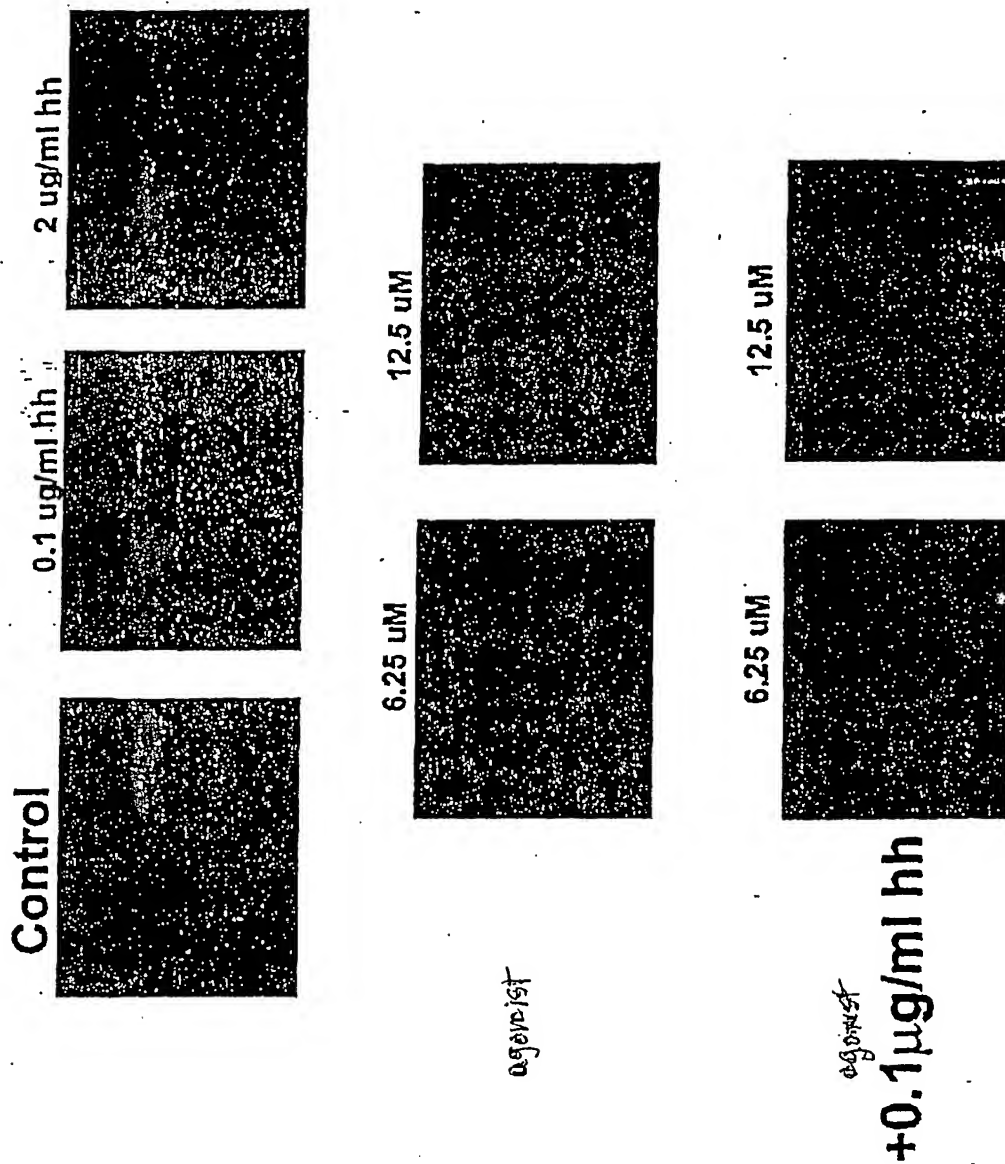 Control
0.1 ug/ml hh
2 ug/ml hh
agonist
6.25 uM
12.5 uM
agonist
+0.1µg/ml hh
6.25 uM
12.5 uM